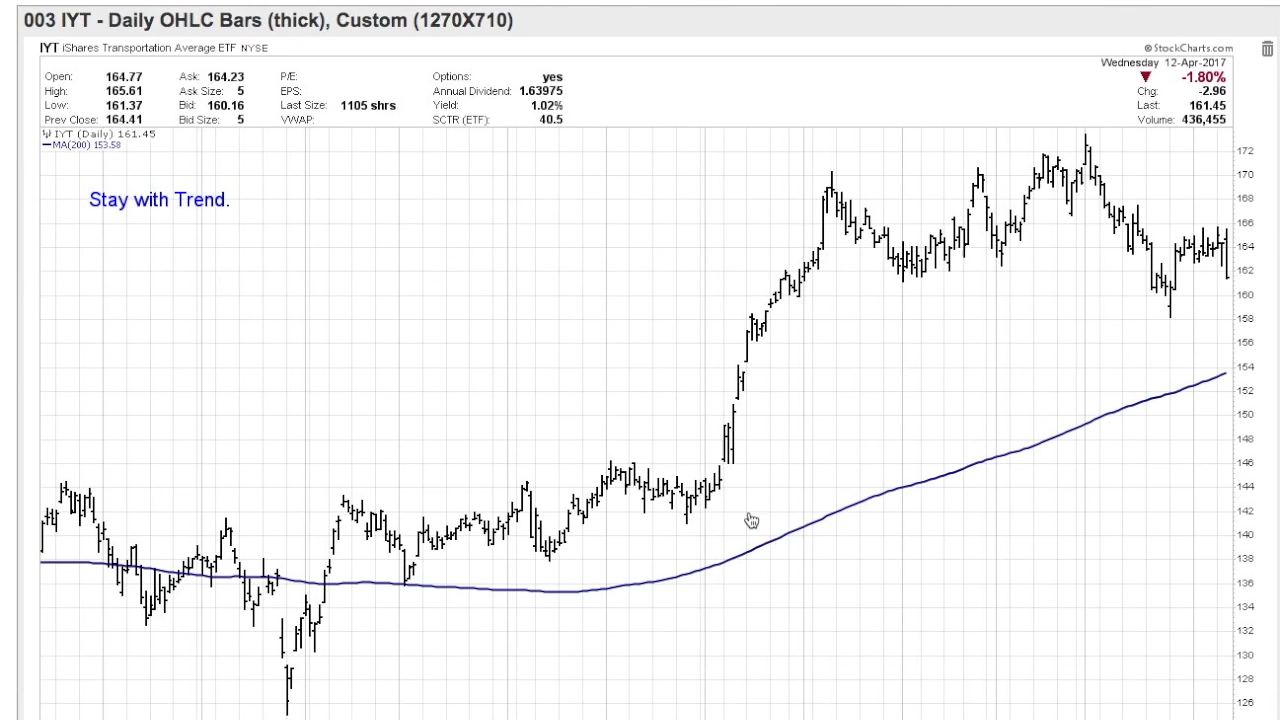 003 IYT - Daily OHLC Bars (thick), Custom (1270X710)
IYT iShares Transportation Average ETF NYSE
@StockCharts.com
Wednesday 12-Apr-2017
Open: 164.77 Ask: 164.23 P/E: Options: yes ▼ -1.80%
High: 165.61 Ask Size: 5 EPS: Annual Dividend: 1.63975 Chg: -2.96
Low: 161.37 Bid: 160.16 Last Size: 1105 shrs Yield: 1.02% Last: 161.45
Prev Close: 164.41 Bid Size: 5 VWAP: SCTR (ETF): 40.5 Volume: 436,455
IYT (Daily) 161.45
MA(200) 153.58
Stay with Trend.
172
170
168
166
164
162
160
158
156
154
152
150
148
146
144
142
140
138
136
134
132
130
128
126